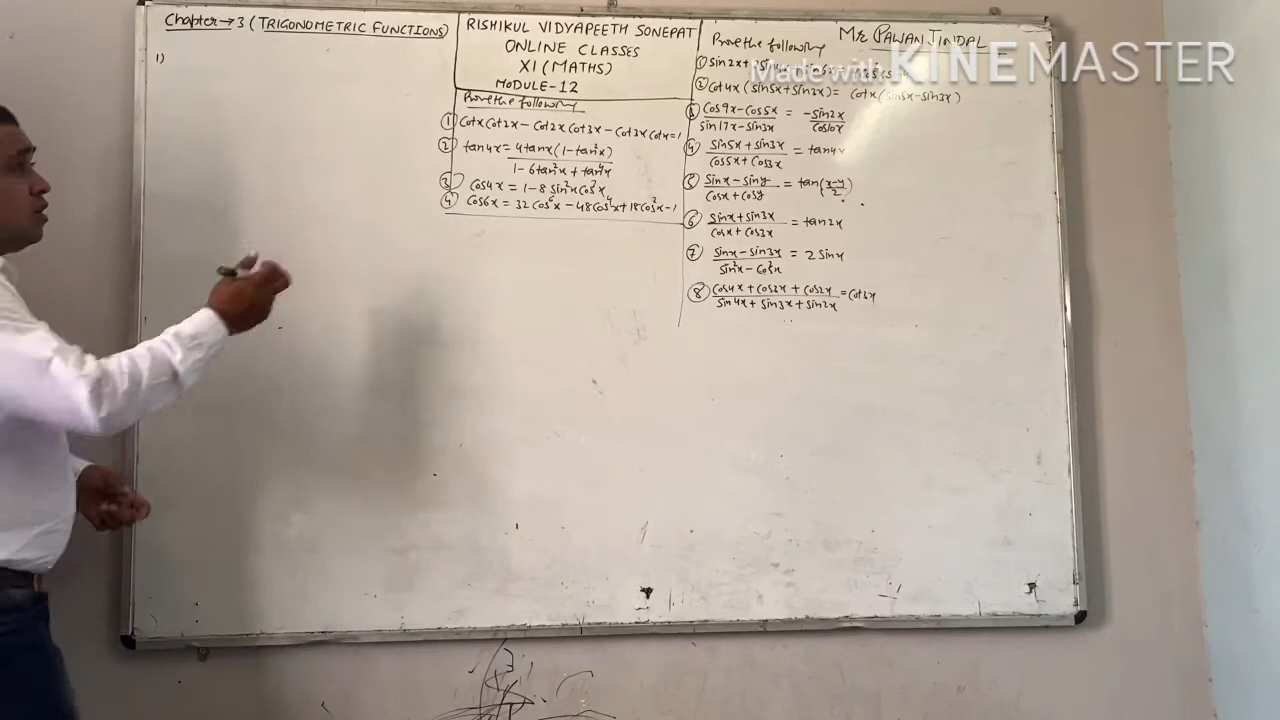 Chapter → 3 (TRIGONOMETRIC FUNCTIONS)
1)
RISHIKUL VIDYAPEETH SONEPAT
ONLINE CLASSES
XI (MATHS)
MODULE-12
Prove the following
① cotx cot2x - cot2x cot3x - cot3x cotx = 1
② tan4x = 4tanx (1-tan²x) / 1-6tan²x + tan⁴x
③ cos4x = 1-8 sin²x cos²x
④ cos6x = 32 cos⁶x - 48 cos⁴x + 18 cos²x - 1
Mr PAWAN JINDAL
Made with KINEMASTER
Prove the following
① sin2x +
② cot4x (sin5x + sin3x) = cotx (sin5x - sin3x)
③ cos9x - cos5x / sin17x - sin3x = -sin2x / cos10x
④ sin5x + sin3x / cos5x + cos3x = tan4x
⑤ sinx - siny / cosx + cosy = tan(x-y/2)
⑥ sinx + sin3x / cosx + cos3x = tan2x
⑦ sinx - sin3x / sin²x - cos²x = 2 sinx
⑧ cos4x + cos3x + cos2x / sin4x + sin3x + sin2x = cot3x